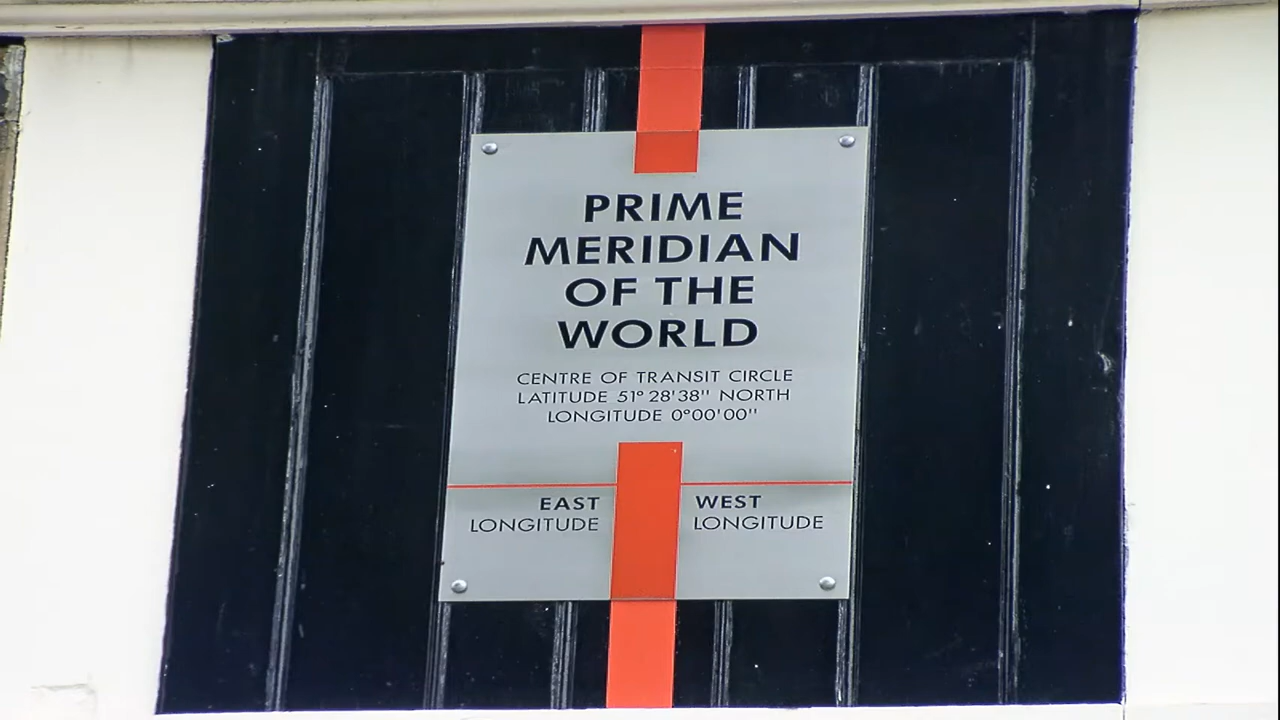 PRIME
MERIDIAN
OF THE
WORLD
CENTRE OF TRANSIT CIRCLE
LATITUDE 51° 28'38" NORTH
LONGITUDE 0°00'00"
EAST
LONGITUDE
WEST
LONGITUDE